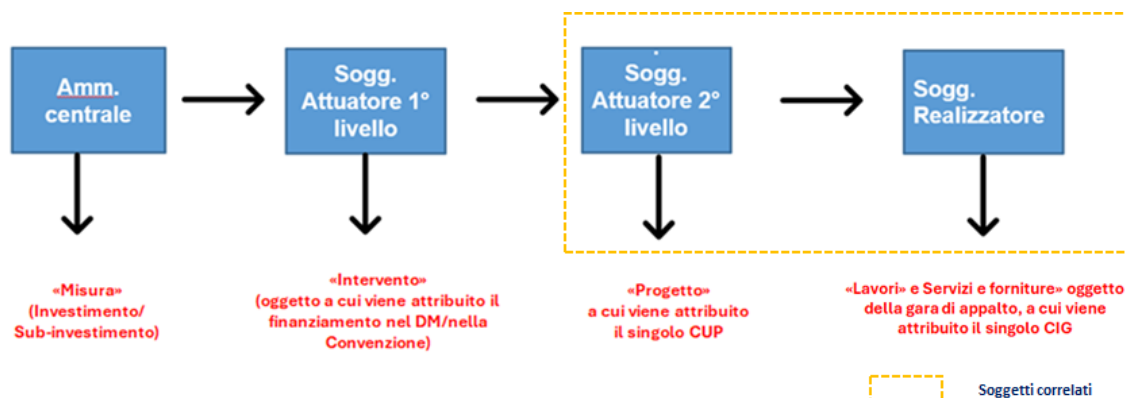 Amm.
centrale
Sogg.
Attuatore 1°
livello
Sogg.
Attuatore 2°
livello
Sogg.
Realizzatore
«Misura»
(Investimento/
Sub-investimento)
«Intervento»
(oggetto a cui viene attribuito il
finanziamento nel DM/nella
Convenzione)
«Progetto»
a cui viene attribuito
il singolo CUP
«Lavori» e Servizi e forniture» oggetto
della gara di appalto, a cui viene
attribuito il singolo CIG
Soggetti correlati